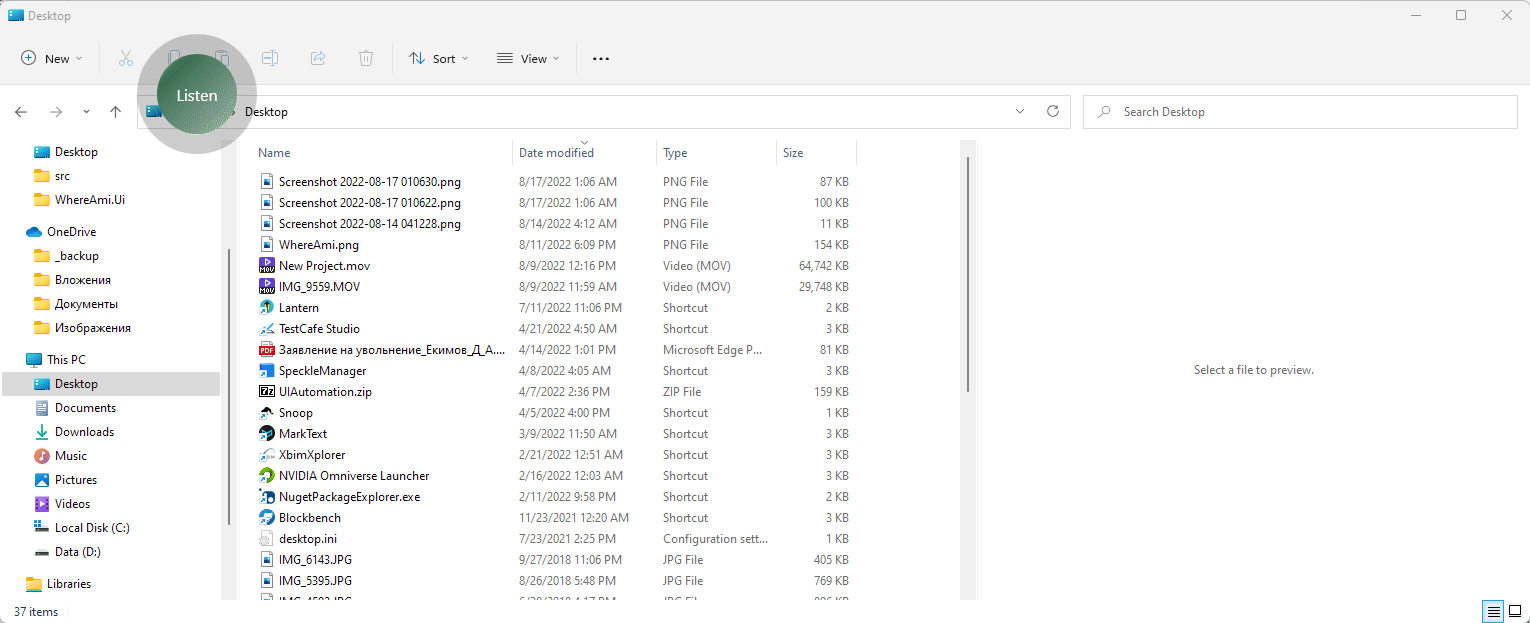 Desktop
New
Sort
View
Listen
Desktop
Search Desktop
Desktop
src
WhereAmi.Ui
OneDrive
_backup
Вложения
Документы
Изображения
This PC
Desktop
Documents
Downloads
Music
Pictures
Videos
Local Disk (C:)
Data (D:)
Libraries
Name Date modified Type Size
Screenshot 2022-08-17 010630.png 8/17/2022 1:06 AM PNG File 87 KB
Screenshot 2022-08-17 010622.png 8/17/2022 1:06 AM PNG File 100 KB
Screenshot 2022-08-14 041228.png 8/14/2022 4:12 AM PNG File 11 KB
WhereAmi.png 8/11/2022 6:09 PM PNG File 154 KB
New Project.mov 8/9/2022 12:16 PM Video (MOV) 64,742 KB
IMG_9559.MOV 8/9/2022 11:59 AM Video (MOV) 29,748 KB
Lantern 7/11/2022 11:06 PM Shortcut 2 KB
TestCafe Studio 4/21/2022 4:50 AM Shortcut 3 KB
Заявление на увольнение_Екимов_Д_А.... 4/14/2022 1:01 PM Microsoft Edge P... 81 KB
SpeckleManager 4/8/2022 4:05 AM Shortcut 3 KB
UIAutomation.zip 4/7/2022 2:36 PM ZIP File 159 KB
Snoop 4/5/2022 4:00 PM Shortcut 1 KB
MarkText 3/9/2022 11:50 AM Shortcut 3 KB
XbimXplorer 2/21/2022 12:51 AM Shortcut 3 KB
NVIDIA Omniverse Launcher 2/16/2022 12:03 AM Shortcut 3 KB
NugetPackageExplorer.exe 2/11/2022 9:58 PM Shortcut 2 KB
Blockbench 11/23/2021 12:20 AM Shortcut 3 KB
desktop.ini 7/23/2021 2:25 PM Configuration sett... 1 KB
IMG_6143.JPG 9/27/2018 11:06 PM JPG File 405 KB
IMG_5395.JPG 8/26/2018 5:48 PM JPG File 769 KB
Select a file to preview.
37 items